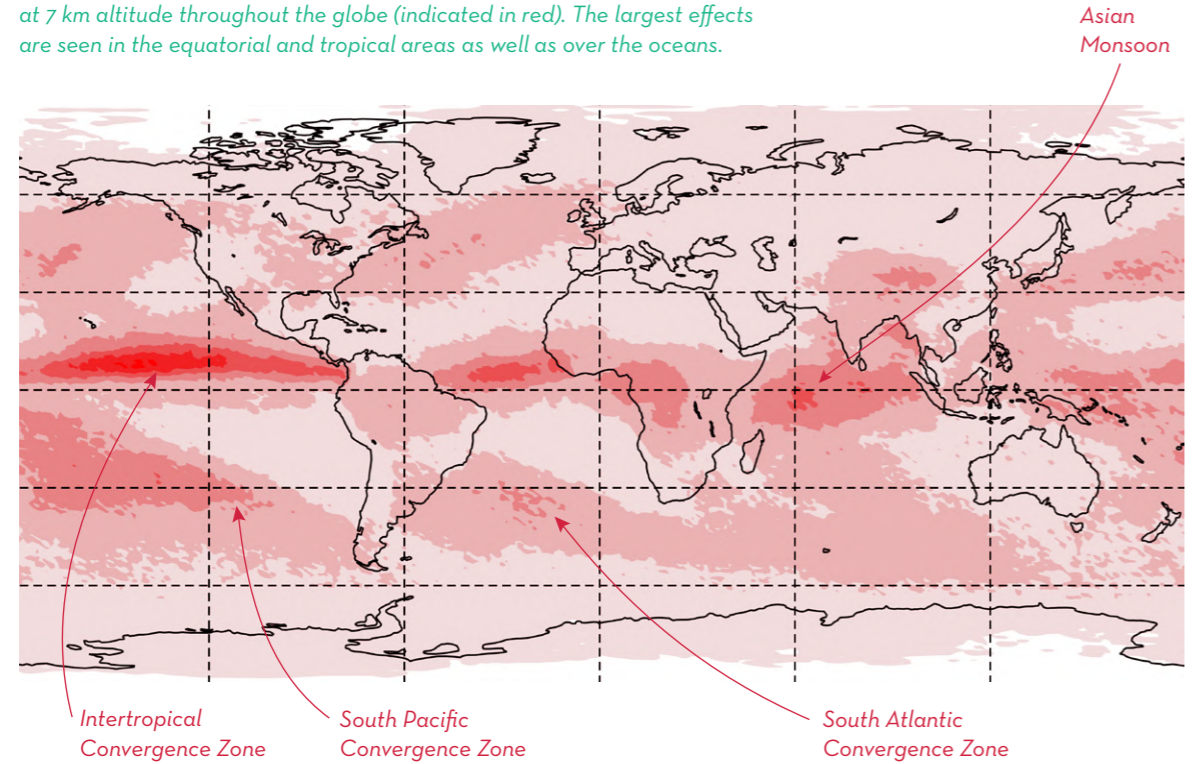 at 7 km altitude throughout the globe (indicated in red). The largest effects
are seen in the equatorial and tropical areas as well as over the oceans.
Asian
Monsoon
Intertropical
Convergence Zone
South Pacific
Convergence Zone
South Atlantic
Convergence Zone